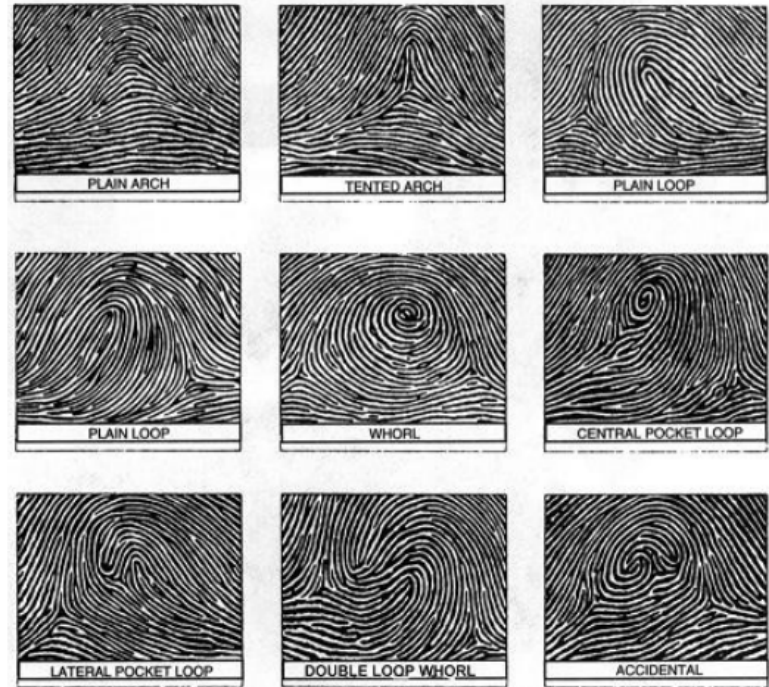 PLAIN ARCH
TENTED ARCH
PLAIN LOOP
PLAIN LOOP
WHORL
CENTRAL POCKET LOOP
LATERAL POCKET LOOP
DOUBLE LOOP WHORL
ACCIDENTAL